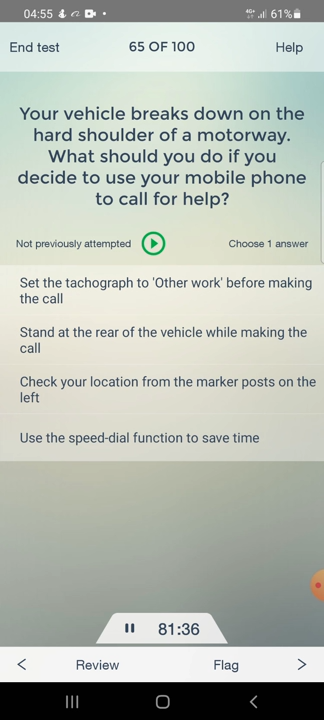 04:55 4G+ 61%
End test 65 OF 100 Help
Your vehicle breaks down on the
hard shoulder of a motorway.
What should you do if you
decide to use your mobile phone
to call for help?
Not previously attempted Choose 1 answer
Set the tachograph to 'Other work' before making
the call
Stand at the rear of the vehicle while making the
call
Check your location from the marker posts on the
left
Use the speed-dial function to save time
81:36
< Review Flag >